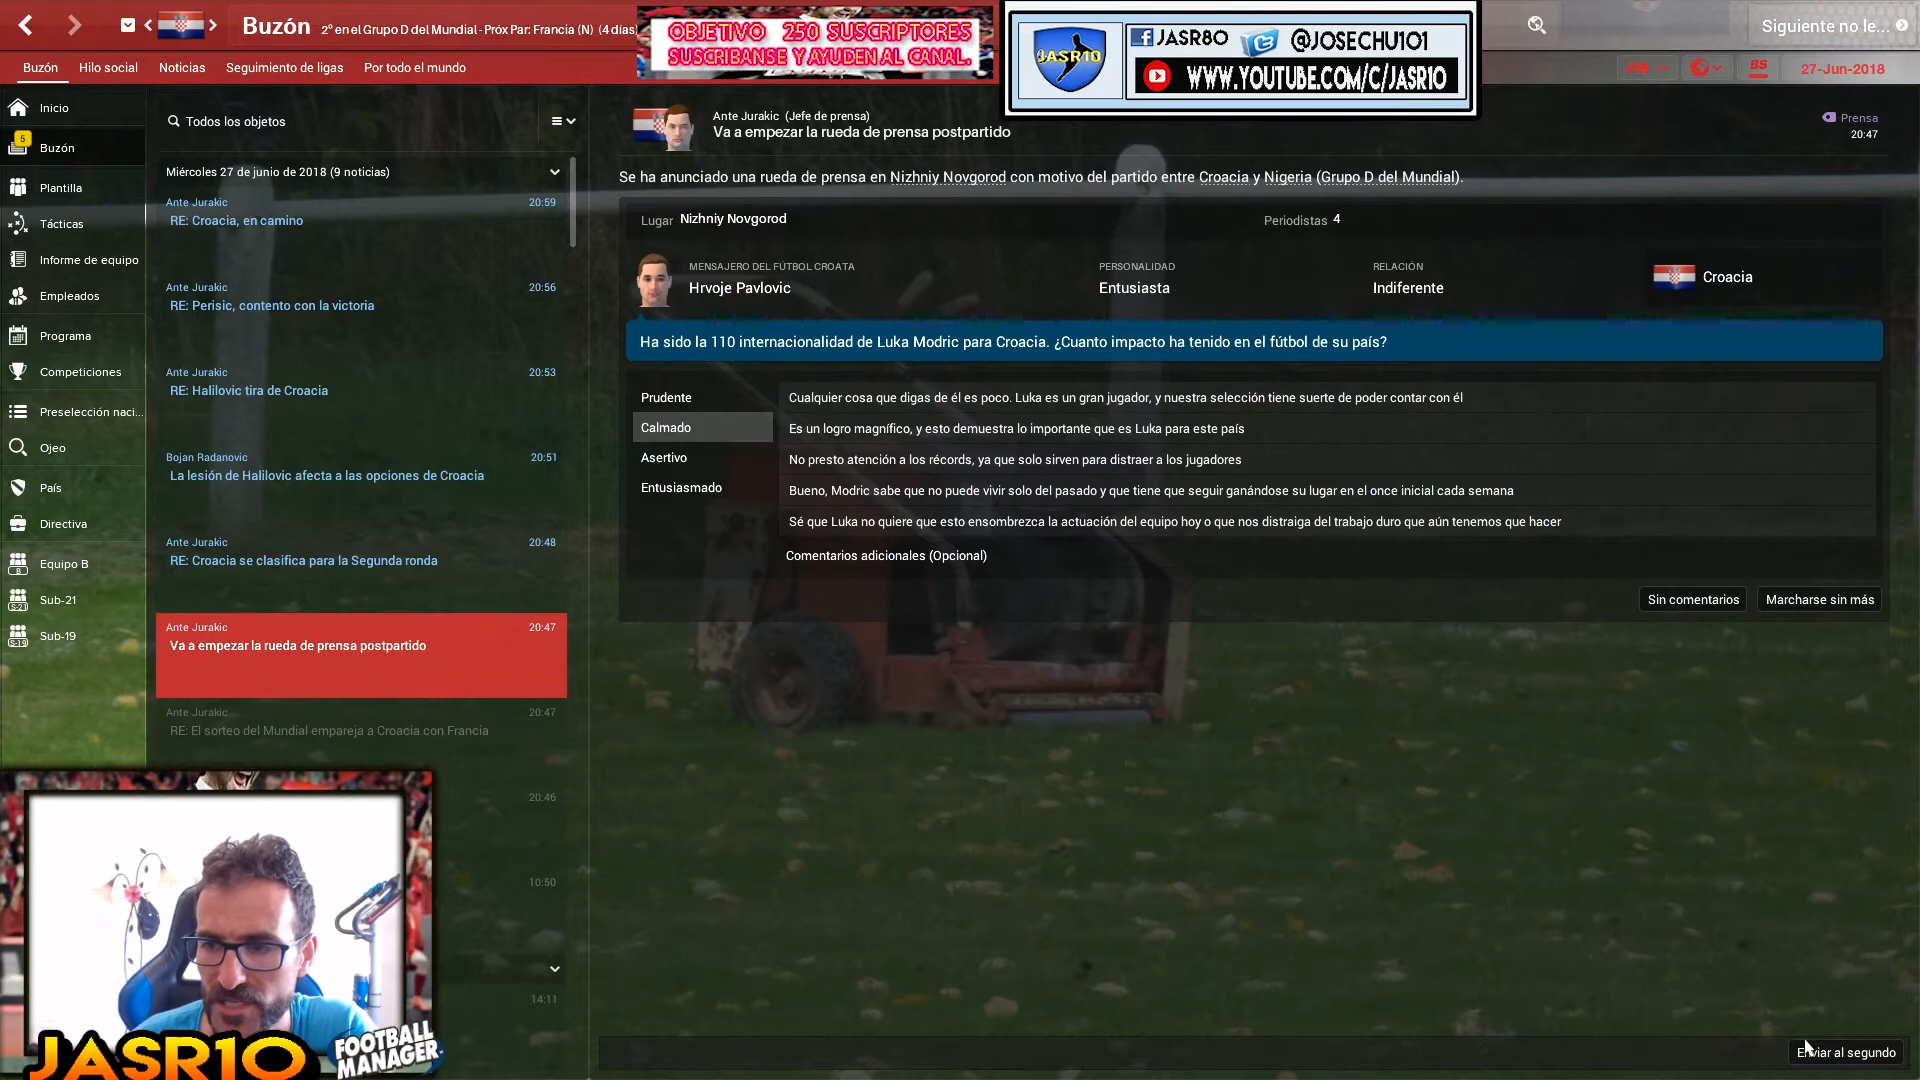 Buzón
2º en el Grupo D del Mundial - Próx Par: Francia (N) (4 días)
OBJETIVO 250 SUSCRIPTORES
SUSCRIBANSE Y AYUDEN AL CANAL.
JASR10
JASR80
@JOSECHU101
WWW.YOUTUBE.COM/C/JASR10
Siguiente no le...
Buzón
Hilo social
Noticias
Seguimiento de ligas
Por todo el mundo
BS
27-Jun-2018
Inicio
5
Buzón
Plantilla
Tácticas
Informe de equipo
Empleados
Programa
Competiciones
Preselección naci...
Ojeo
País
Directiva
B
Equipo B
S-21
Sub-21
S-19
Sub-19
Todos los objetos
Miércoles 27 de junio de 2018 (9 noticias)
Ante Jurakic 20:59
RE: Croacia, en camino
Ante Jurakic 20:56
RE: Perisic, contento con la victoria
Ante Jurakic 20:53
RE: Halilovic tira de Croacia
Bojan Radanovic 20:51
La lesión de Halilovic afecta a las opciones de Croacia
Ante Jurakic 20:48
RE: Croacia se clasifica para la Segunda ronda
Ante Jurakic 20:47
Va a empezar la rueda de prensa postpartido
Ante Jurakic 20:47
RE: El sorteo del Mundial empareja a Croacia con Francia
20:46
10:50
14:11
Ante Jurakic (Jefe de prensa)
Va a empezar la rueda de prensa postpartido
Prensa
20:47
Se ha anunciado una rueda de prensa en Nizhniy Novgorod con motivo del partido entre Croacia y Nigeria (Grupo D del Mundial).
Lugar Nizhniy Novgorod
Periodistas 4
MENSAJERO DEL FÚTBOL CROATA
Hrvoje Pavlovic
PERSONALIDAD
Entusiasta
RELACIÓN
Indiferente
Croacia
Ha sido la 110 internacionalidad de Luka Modric para Croacia. ¿Cuanto impacto ha tenido en el fútbol de su país?
Prudente
Calmado
Asertivo
Entusiasmado
Cualquier cosa que digas de él es poco. Luka es un gran jugador, y nuestra selección tiene suerte de poder contar con él
Es un logro magnífico, y esto demuestra lo importante que es Luka para este país
No presto atención a los récords, ya que solo sirven para distraer a los jugadores
Bueno, Modric sabe que no puede vivir solo del pasado y que tiene que seguir ganándose su lugar en el once inicial cada semana
Sé que Luka no quiere que esto ensombrezca la actuación del equipo hoy o que nos distraiga del trabajo duro que aún tenemos que hacer
Comentarios adicionales (Opcional)
Sin comentarios
Marcharse sin más
Enviar al segundo
JASR10
FOOTBALL
MANAGER